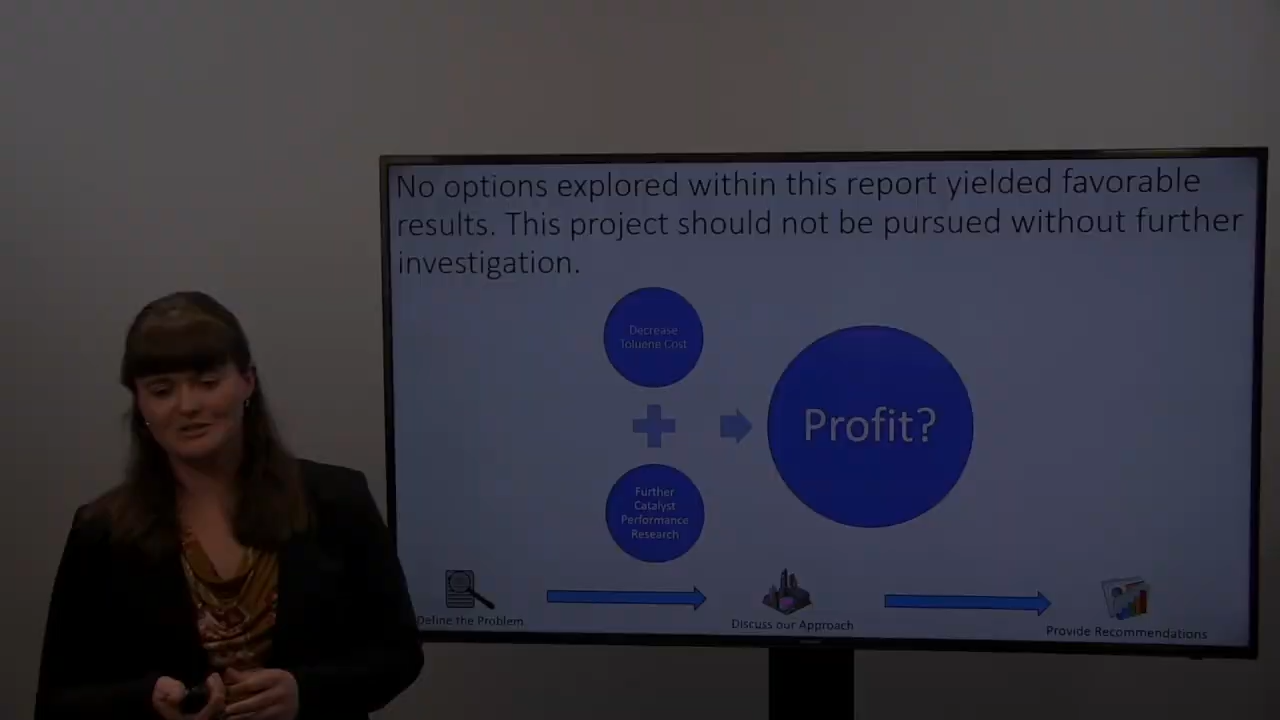 No options explored within this report yielded favorable
results. This project should not be pursued without further
investigation.
Decrease
Toluene Cost
Profit?
Further
Catalyst
Performance
Research
Define the Problem
Discuss our Approach
Provide Recommendations